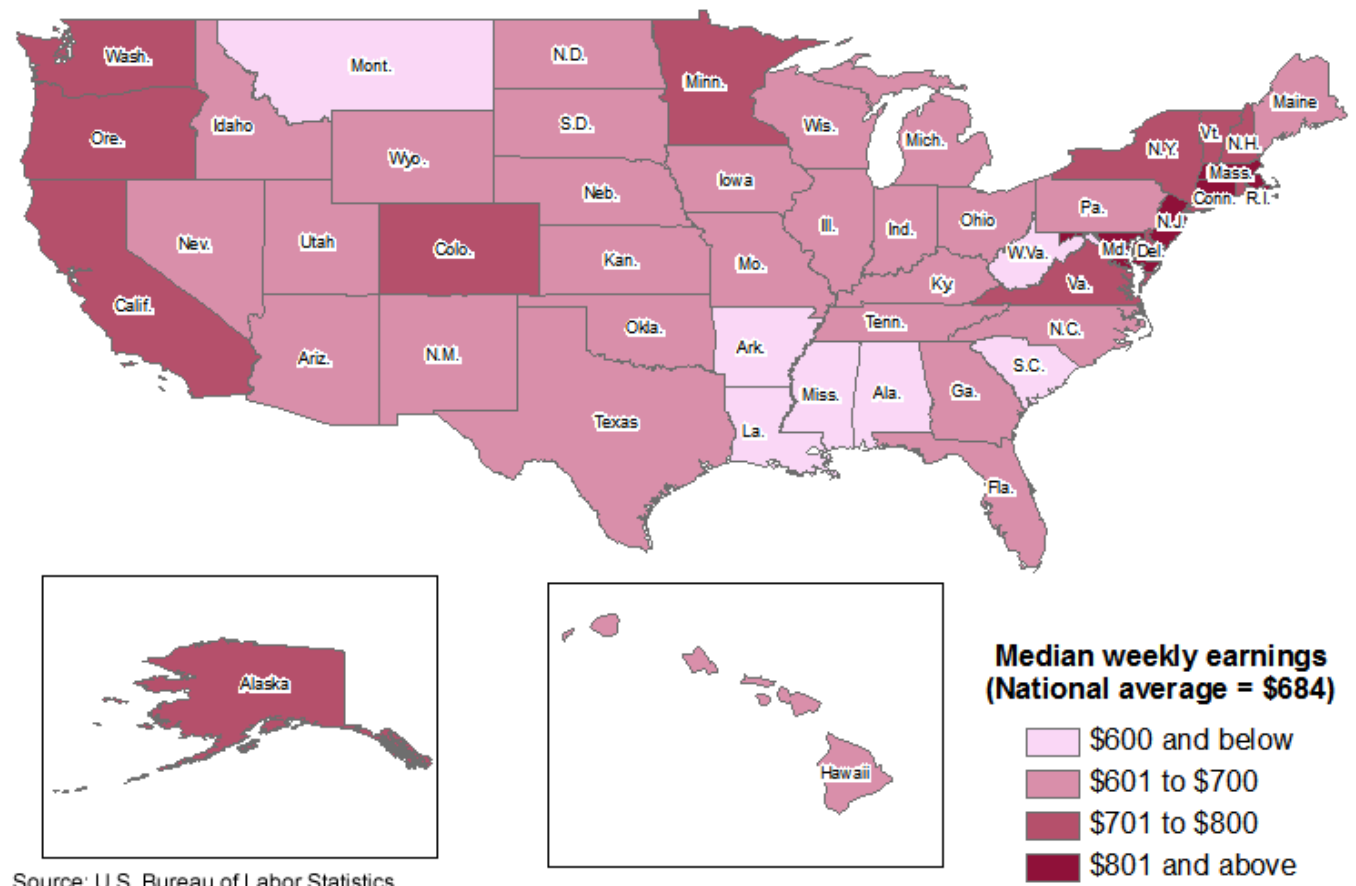 Wash.
Mont.
N.D.
Minn.
Maine
Ore.
Idaho
S.D.
Wis.
Mich.
Vt.
N.Y.
N.H.
Wyo.
Iowa
Mass.
Neb.
Conn.
R.I.
Pa.
N.J.
Nev.
Utah
Colo.
Ill.
Ind.
Ohio
Kan.
Mo.
W.Va.
Md.
Del.
Calif.
Ky.
Va.
Okla.
Tenn.
N.C.
Ariz.
N.M.
Ark.
S.C.
Texas
La.
Miss.
Ala.
Ga.
Fla.
Alaska
Hawaii
Median weekly earnings
(National average = $684)
$600 and below
$601 to $700
$701 to $800
$801 and above
Source: U.S. Bureau of Labor Statistics